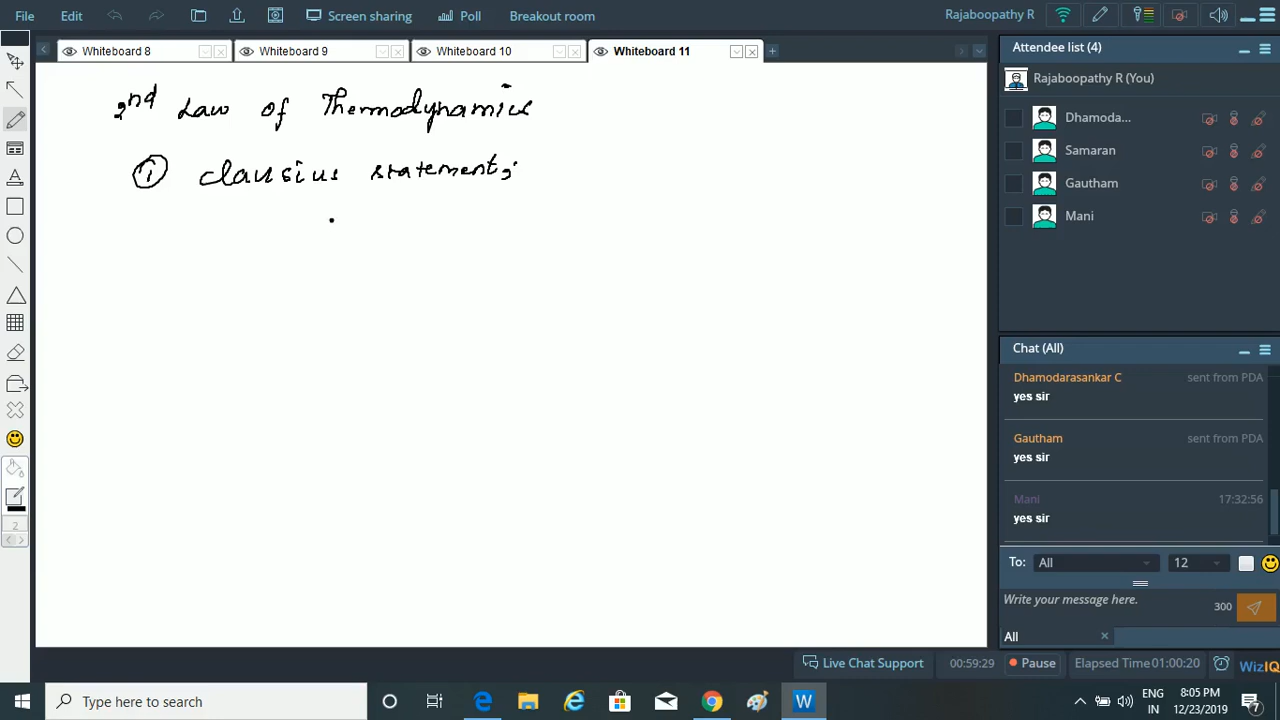 File Edit Screen sharing Poll Breakout room Rajaboopathy R
Whiteboard 8 Whiteboard 9 Whiteboard 10 Whiteboard 11
2nd Law of Thermodynamics
① Clausius statement:
Attendee list (4)
Rajaboopathy R (You)
Dhamoda...
Samaran
Gautham
Mani
Chat (All)
Dhamodarasankar C sent from PDA
yes sir
Gautham sent from PDA
yes sir
Mani 17:32:56
yes sir
To: All 12
Write your message here. 300
All
Live Chat Support 00:59:29 Pause Elapsed Time 01:00:20 WizIQ
2
Type here to search
ENG 8:05 PM
IN 12/23/2019 7